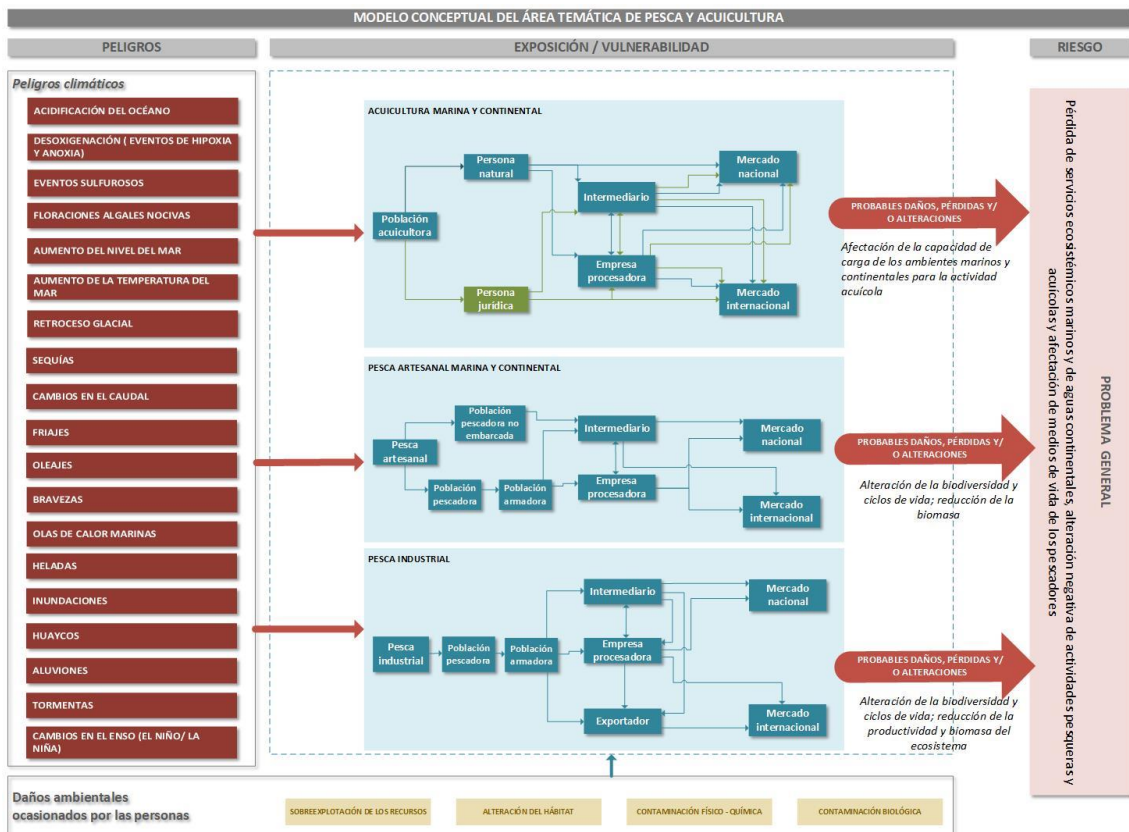 MODELO CONCEPTUAL DEL ÁREA TEMÁTICA DE PESCA Y ACUICULTURA
PELIGROS
EXPOSICIÓN / VULNERABILIDAD
RIESGO
Peligros climáticos
ACIDIFICACIÓN DEL OCÉANO
DESOXIGENACIÓN ( EVENTOS DE HIPOXIA
Y ANOXIA)
EVENTOS SULFUROSOS
FLORACIONES ALGALES NOCIVAS
AUMENTO DEL NIVEL DEL MAR
AUMENTO DE LA TEMPERATURA DEL
MAR
RETROCESO GLACIAL
SEQUÍAS
CAMBIOS EN EL CAUDAL
FRIAJES
OLEAJES
BRAVEZAS
OLAS DE CALOR MARINAS
HELADAS
INUNDACIONES
HUAYCOS
ALUVIONES
TORMENTAS
CAMBIOS EN EL ENSO (EL NIÑO/ LA
NIÑA)
ACUICULTURA MARINA Y CONTINENTAL
Población
acuicultora
Persona
natural
Persona
jurídica
Intermediario
Empresa
procesadora
Mercado
nacional
Mercado
internacional
PROBABLES DAÑOS, PÉRDIDAS Y/
O ALTERACIONES
Afectación de la capacidad de
carga de los ambientes marinos y
continentales para la actividad
acuícola
PESCA ARTESANAL MARINA Y CONTINENTAL
Pesca
artesanal
Población
pescadora no
embarcada
Población
pescadora
Población
armadora
Intermediario
Empresa
procesadora
Mercado
nacional
Mercado
internacional
PROBABLES DAÑOS, PÉRDIDAS Y/
O ALTERACIONES
Alteración de la biodiversidad y
ciclos de vida; reducción de la
biomasa
PESCA INDUSTRIAL
Pesca
industrial
Población
pescadora
Población
armadora
Intermediario
Empresa
procesadora
Exportador
Mercado
nacional
Mercado
internacional
PROBABLES DAÑOS, PÉRDIDAS Y/
O ALTERACIONES
Alteración de la biodiversidad y
ciclos de vida; reducción de la
productividad y biomasa del
ecosistema
PROBLEMA GENERAL
Pérdida de servicios ecosistémicos marinos y de aguas continentales, alteración negativa de actividades pesqueras y
acuícolas y afectación de medios de vida de los pescadores
Daños ambientales
ocasionados por las personas
SOBREEXPLOTACIÓN DE LOS RECURSOS
ALTERACIÓN DEL HÁBITAT
CONTAMINACIÓN FÍSICO - QUÍMICA
CONTAMINACIÓN BIOLÓGICA